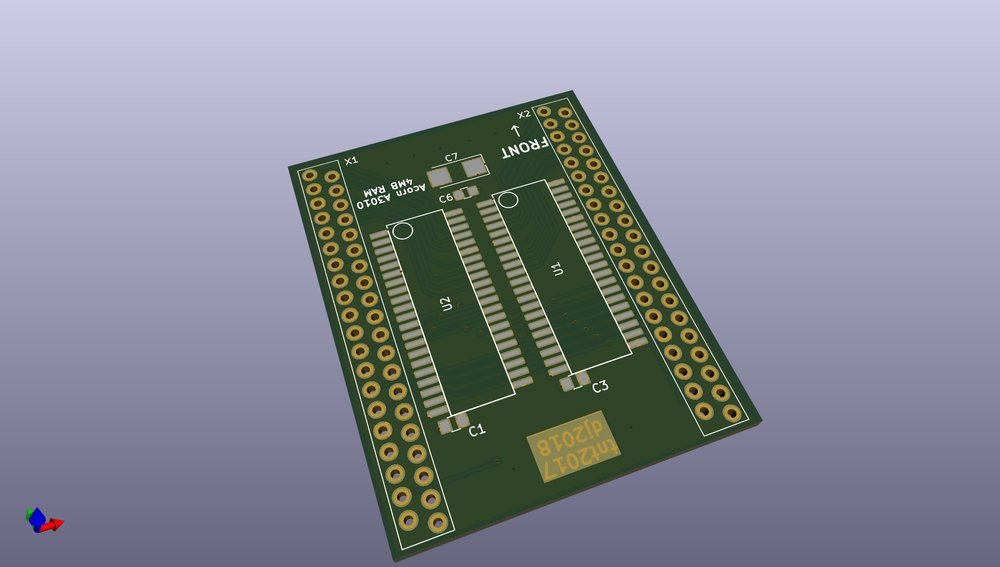 X2
FRONT
X1
C7
Acorn A3010
4MB RAM
C6
U1
U2
C3
C1
tnt2017
dj2018